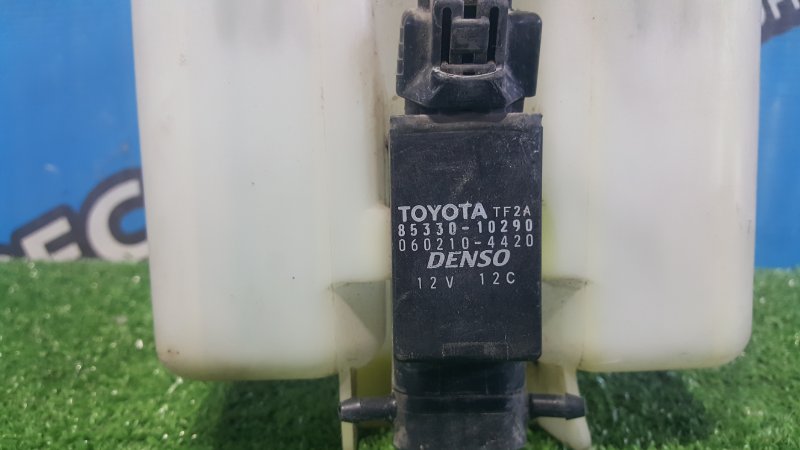 TOYOTA TF2A
85330-10290
060210-4420
DENSO
12V 12C